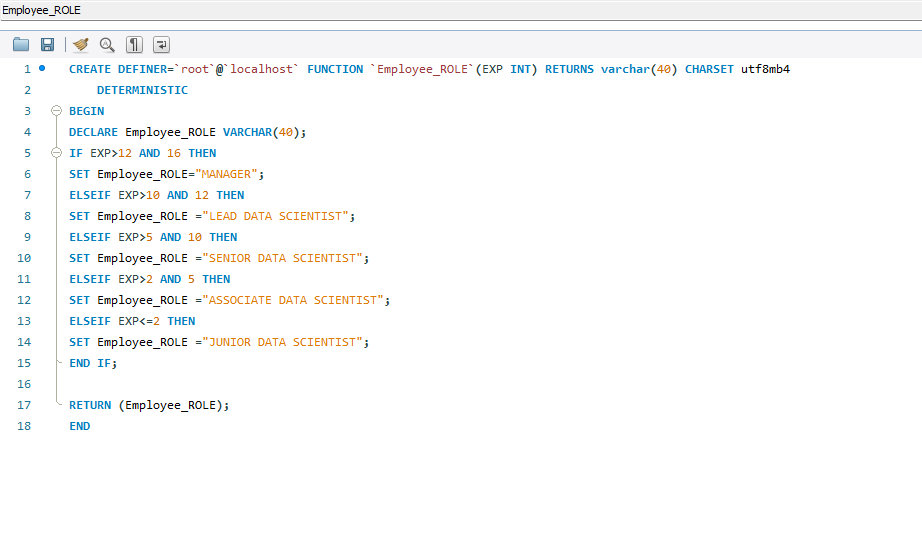 Employee_ROLE
1 CREATE DEFINER=`root`@`localhost` FUNCTION `Employee_ROLE`(EXP INT) RETURNS varchar(40) CHARSET utf8mb4
2 DETERMINISTIC
3 BEGIN
4 DECLARE Employee_ROLE VARCHAR(40);
5 IF EXP>12 AND 16 THEN
6 SET Employee_ROLE="MANAGER";
7 ELSEIF EXP>10 AND 12 THEN
8 SET Employee_ROLE ="LEAD DATA SCIENTIST";
9 ELSEIF EXP>5 AND 10 THEN
10 SET Employee_ROLE ="SENIOR DATA SCIENTIST";
11 ELSEIF EXP>2 AND 5 THEN
12 SET Employee_ROLE ="ASSOCIATE DATA SCIENTIST";
13 ELSEIF EXP<=2 THEN
14 SET Employee_ROLE ="JUNIOR DATA SCIENTIST";
15 END IF;
16
17 RETURN (Employee_ROLE);
18 END